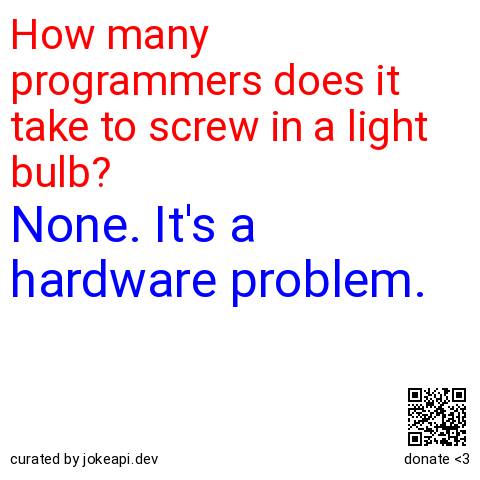 How many
programmers does it
take to screw in a light
bulb?
None. It's a
hardware problem.
curated by jokeapi.dev
donate <3